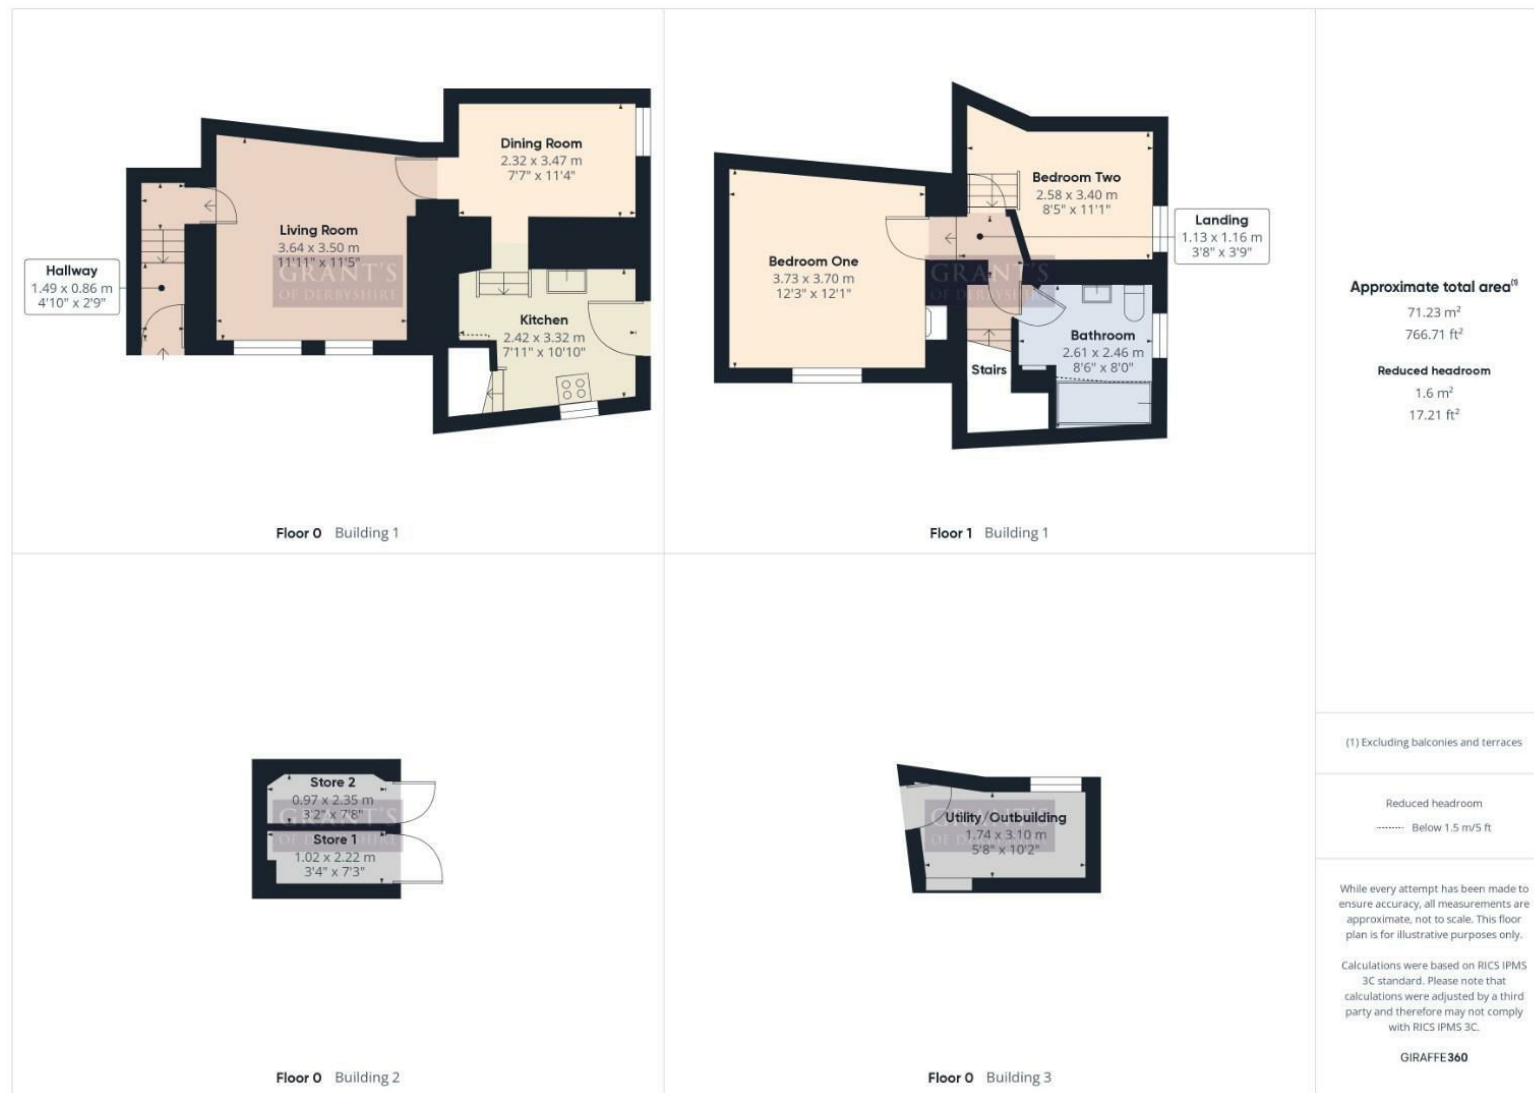 Dining Room
2.32 x 3.47 m
7'7" x 11'4"
Living Room
3.64 x 3.50 m
11'11" x 11'5"
GRANT'S
OF DERBYSHIRE
Hallway
1.49 x 0.86 m
4'10" x 2'9"
Kitchen
2.42 x 3.32 m
7'11" x 10'10"
Floor 0 Building 1
Bedroom Two
2.58 x 3.40 m
8'5" x 11'1"
Landing
1.13 x 1.16 m
3'8" x 3'9"
Bedroom One
3.73 x 3.70 m
12'3" x 12'1"
GRANT'S
OF DERBYSHIRE
Bathroom
2.61 x 2.46 m
8'6" x 8'0"
Stairs
Floor 1 Building 1
Approximate total area(1)
71.23 m²
766.71 ft²
Reduced headroom
1.6 m²
17.21 ft²
Store 2
0.97 x 2.35 m
3'2" x 7'8"
GRANT'S
OF DERBYSHIRE
Store 1
1.02 x 2.22 m
3'4" x 7'3"
Floor 0 Building 2
Utility/Outbuilding
1.74 x 3.10 m
5'8" x 10'2"
GRANT'S
OF DERBYSHIRE
Floor 0 Building 3
(1) Excluding balconies and terraces
Reduced headroom
Below 1.5 m/5 ft
While every attempt has been made to
ensure accuracy, all measurements are
approximate, not to scale. This floor
plan is for illustrative purposes only.
Calculations were based on RICS IPMS
3C standard. Please note that
calculations were adjusted by a third
party and therefore may not comply
with RICS IPMS 3C.
GIRAFFE360